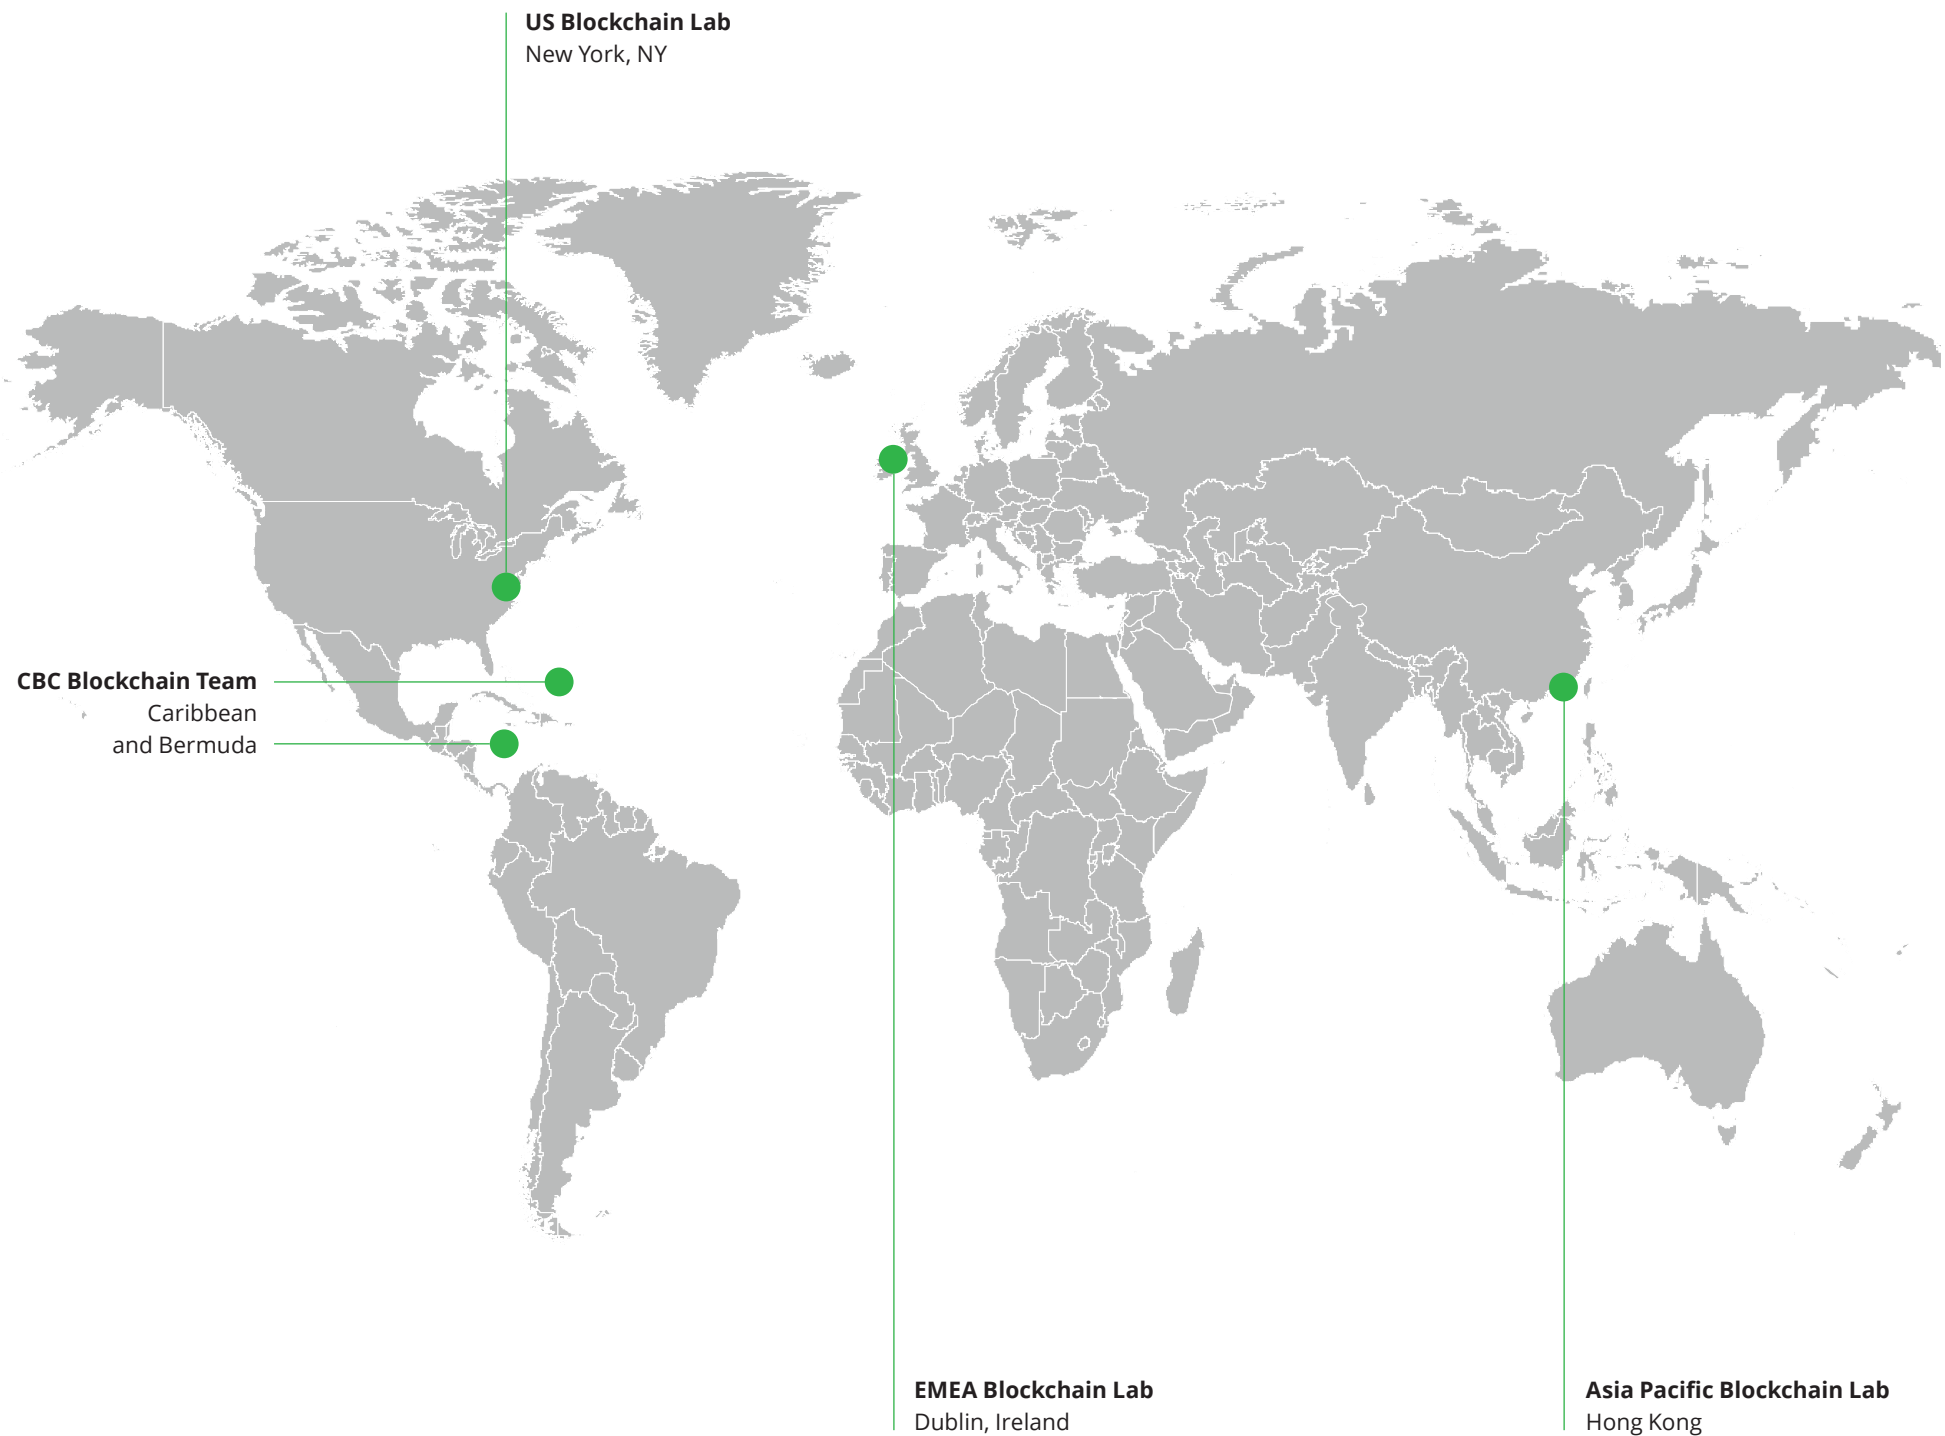 US Blockchain Lab
New York, NY
CBC Blockchain Team
Caribbean
and Bermuda
EMEA Blockchain Lab
Dublin, Ireland
Asia Pacific Blockchain Lab
Hong Kong